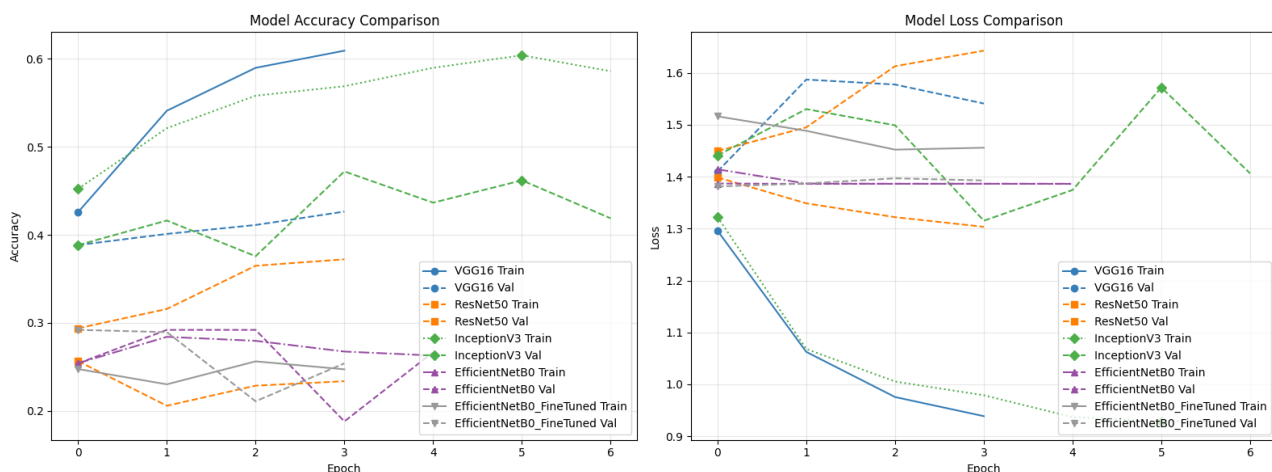 Model Accuracy Comparison
0.6
0.5
0.4
0.3
0.2
Accuracy
0 1 2 3 4 5 6
Epoch
VGG16 Train
VGG16 Val
ResNet50 Train
ResNet50 Val
InceptionV3 Train
InceptionV3 Val
EfficientNetB0 Train
EfficientNetB0 Val
EfficientNetB0_FineTuned Train
EfficientNetB0_FineTuned Val
Model Loss Comparison
1.6
1.5
1.4
1.3
1.2
1.1
1.0
0.9
Loss
0 1 2 3 4 5 6
Epoch
VGG16 Train
VGG16 Val
ResNet50 Train
ResNet50 Val
InceptionV3 Train
InceptionV3 Val
EfficientNetB0 Train
EfficientNetB0 Val
EfficientNetB0_FineTuned Train
EfficientNetB0_FineTuned Val